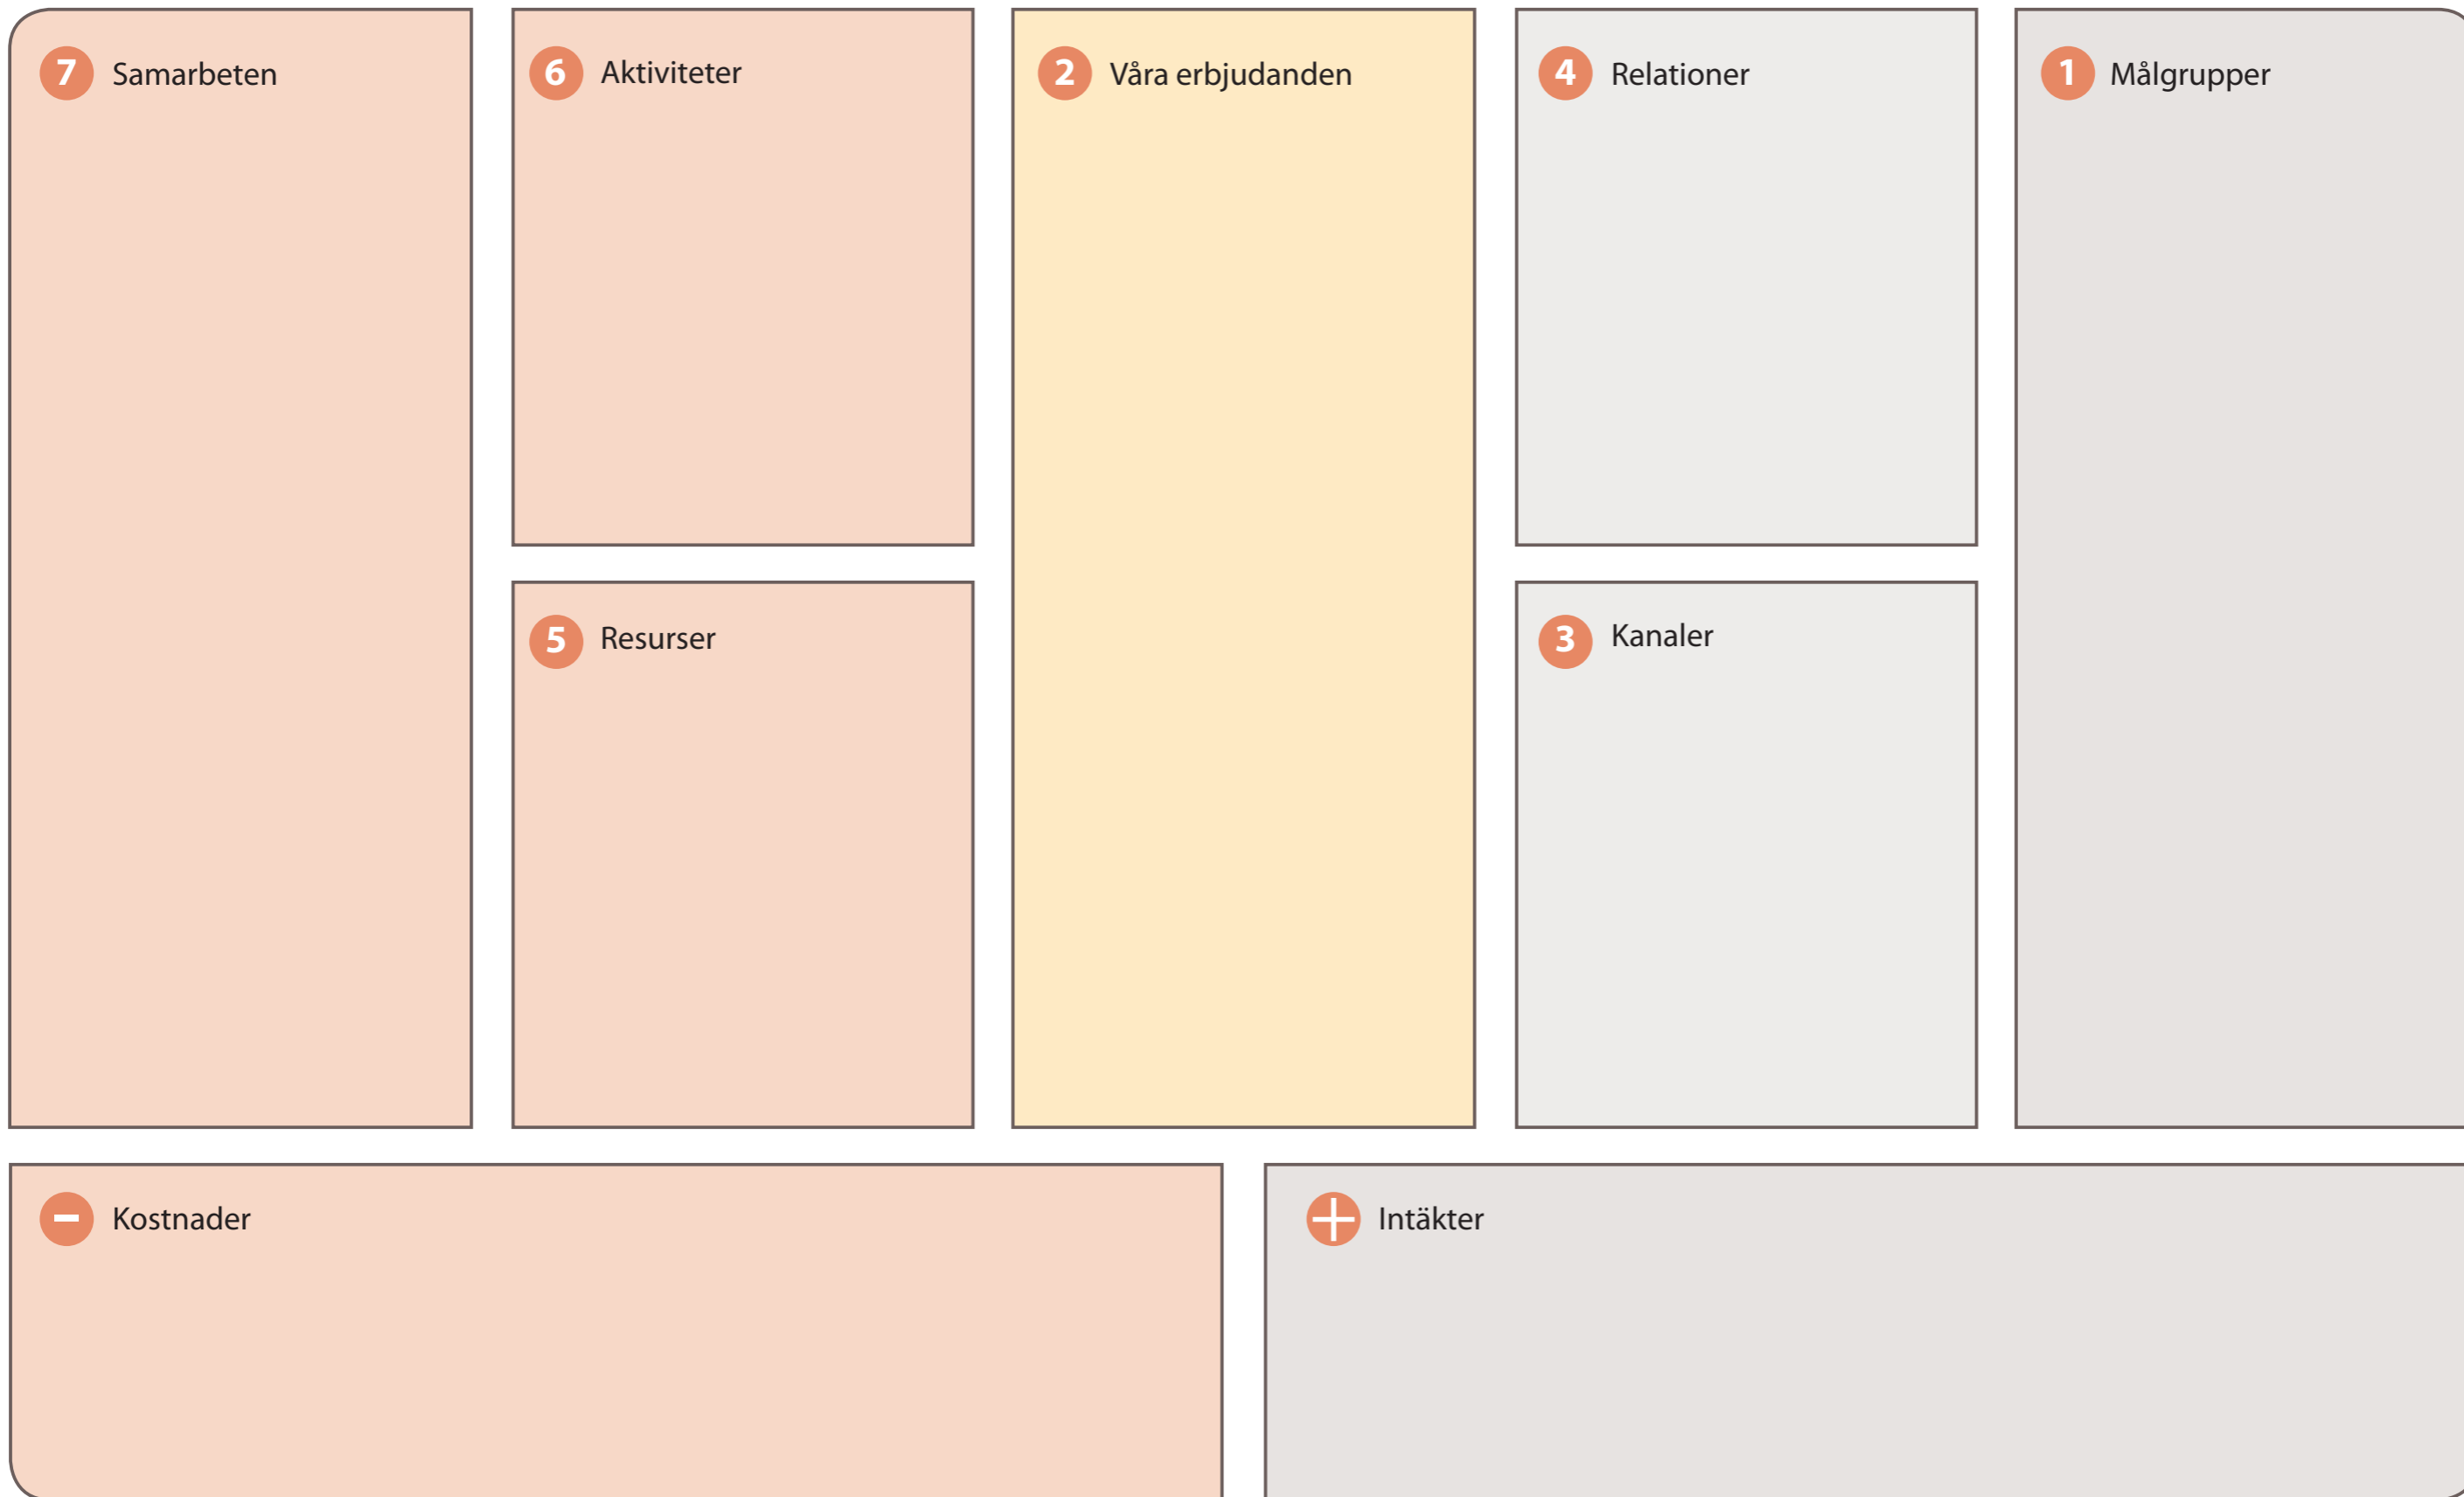 7 Samarbeten
6 Aktiviteter
2 Våra erbjudanden
4 Relationer
1 Målgrupper
5 Resurser
3 Kanaler
− Kostnader
+ Intäkter